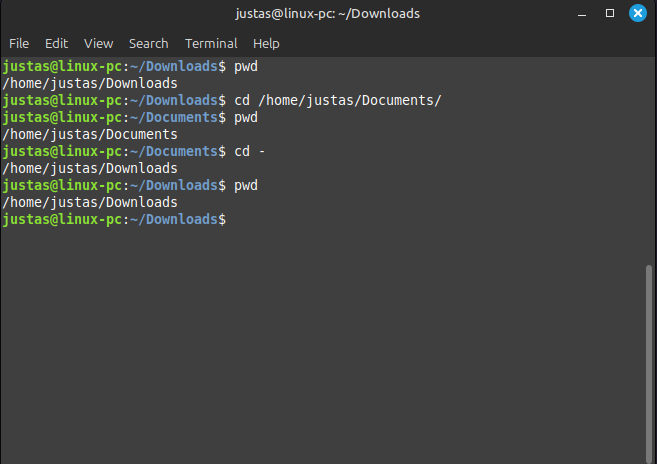 justas@linux-pc: ~/Downloads
File Edit View Search Terminal Help
justas@linux-pc:~/Downloads$ pwd
/home/justas/Downloads
justas@linux-pc:~/Downloads$ cd /home/justas/Documents/
justas@linux-pc:~/Documents$ pwd
/home/justas/Documents
justas@linux-pc:~/Documents$ cd -
/home/justas/Downloads
justas@linux-pc:~/Downloads$ pwd
/home/justas/Downloads
justas@linux-pc:~/Downloads$